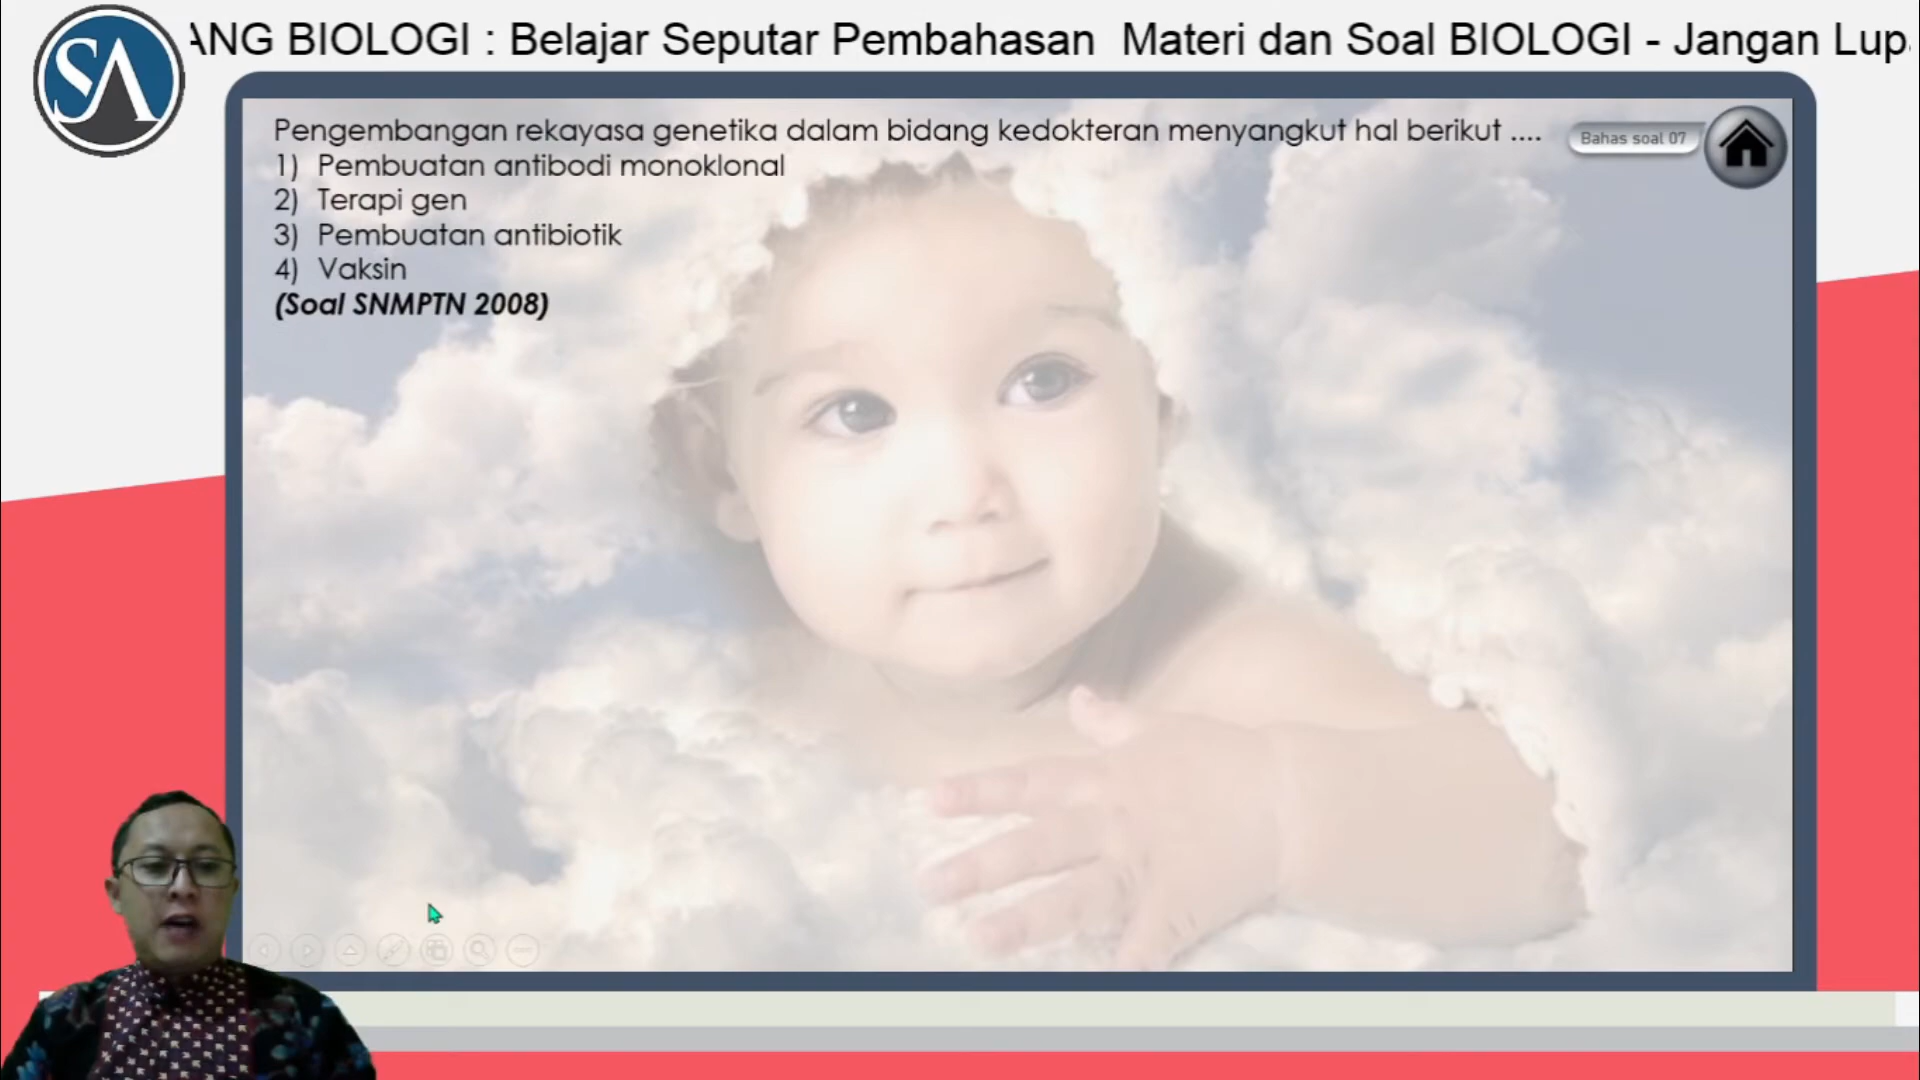 ANG BIOLOGI : Belajar Seputar Pembahasan Materi dan Soal BIOLOGI - Jangan Lup
SA
Pengembangan rekayasa genetika dalam bidang kedokteran menyangkut hal berikut ....
Bahas soal 07
1) Pembuatan antibodi monoklonal
2) Terapi gen
3) Pembuatan antibiotik
4) Vaksin
(Soal SNMPTN 2008)